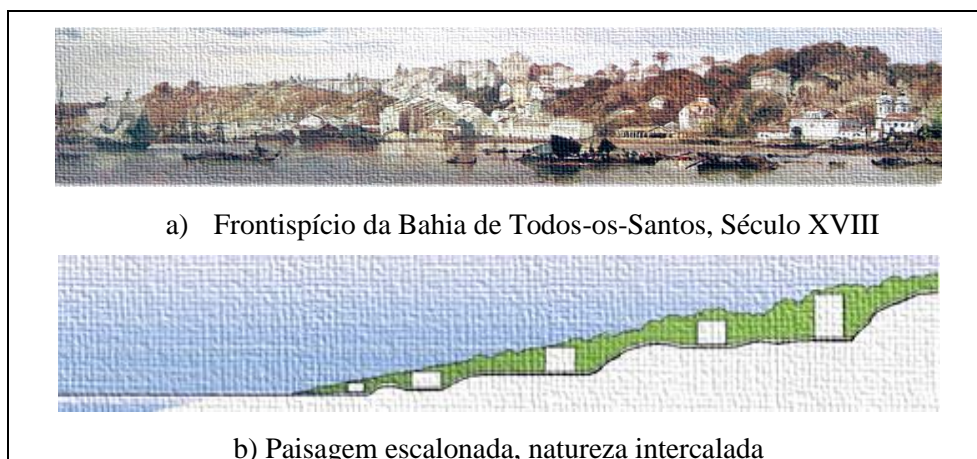 a) Frontispício da Bahia de Todos-os-Santos, Século XVIII
b) Paisagem escalonada, natureza intercalada